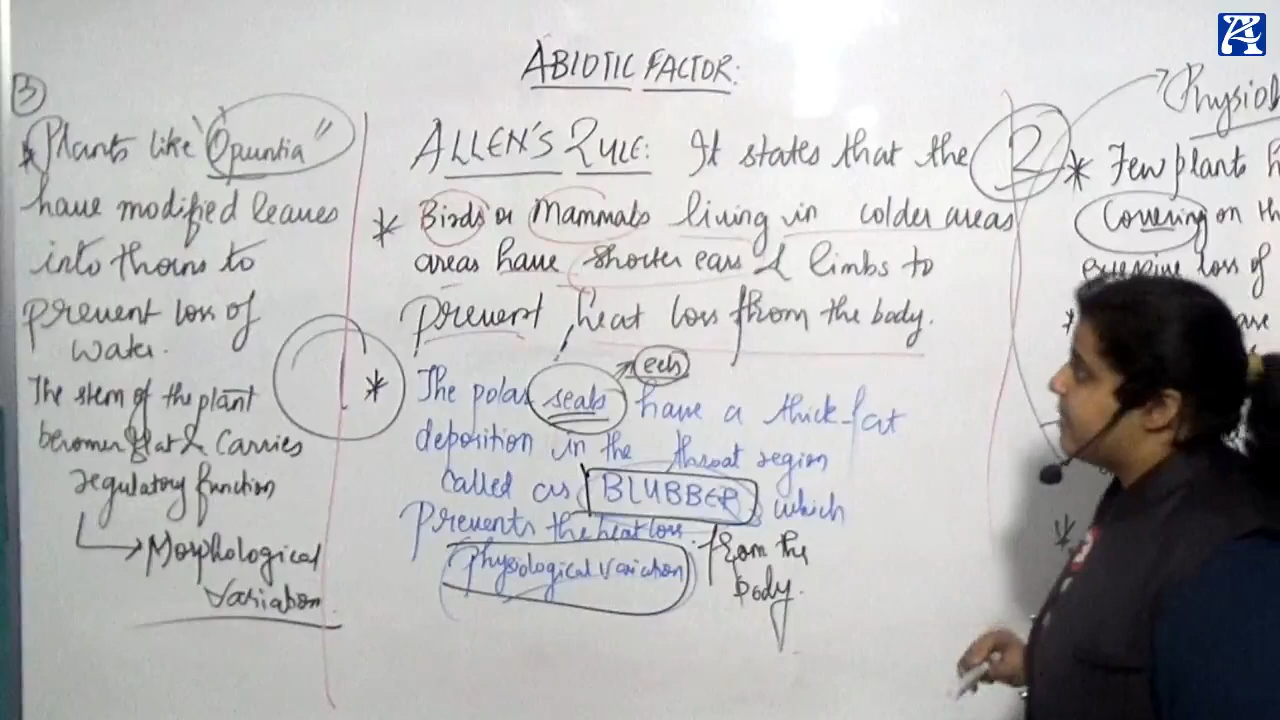 ABIOTIC FACTOR:
3
* Plants like "Opuntia"
have modified leaves
into thorns to
prevent loss of
water.
The stem of the plant
becomes flat & carries
regulatory function
Morphological
Variation.
ALLEN'S RULE: It states that the
* Birds or Mammals living in colder areas
areas have shorter ears & limbs to
prevent heat loss from the body.
* The polar seals have a thick fat
deposition in the throat region
called as BLUBBER which
prevents the heat loss. from the
body.
Physiological Variation
2
Physiol
* Few plant
Covering on th
loss of
*
*